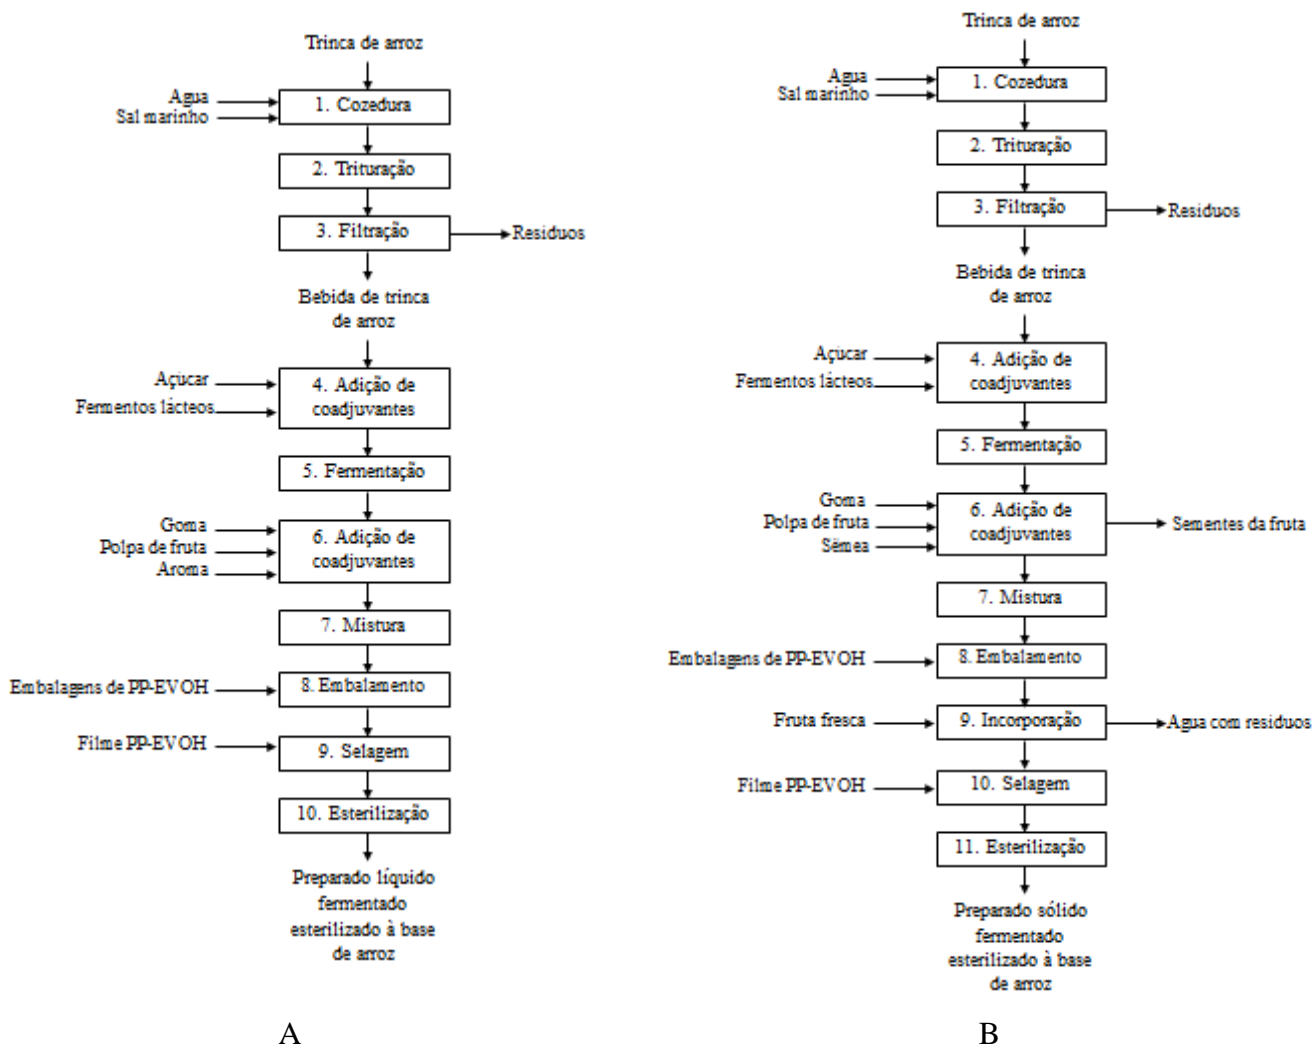 Trinca de arroz
Agua
Sal marinho
1. Cozedura
2. Trituração
3. Filtração
Residuos
Bebida de trinca
de arroz
Açucar
Fermentos lácteos
4. Adição de
coadjuvantes
5. Fermentação
Goma
Polpa de fruta
Aroma
6. Adição de
coadjuvantes
7. Mistura
Embalagens de PP-EVOH
8. Embalamento
Filme PP-EVOH
9. Selagem
10. Esterilização
Preparado líquido
fermentado
esterilizado à base
de arroz
A
Trinca de arroz
Agua
Sal marinho
1. Cozedura
2. Trituração
3. Filtração
Residuos
Bebida de trinca
de arroz
Açucar
Fermentos lácteos
4. Adição de
coadjuvantes
5. Fermentação
Goma
Polpa de fruta
Sêmea
6. Adição de
coadjuvantes
Sementes da fruta
7. Mistura
Embalagens de PP-EVOH
8. Embalamento
Fruta fresca
9. Incorporação
Agua com residuos
Filme PP-EVOH
10. Selagem
11. Esterilização
Preparado sólido
fermentado
esterilizado à base
de arroz
B